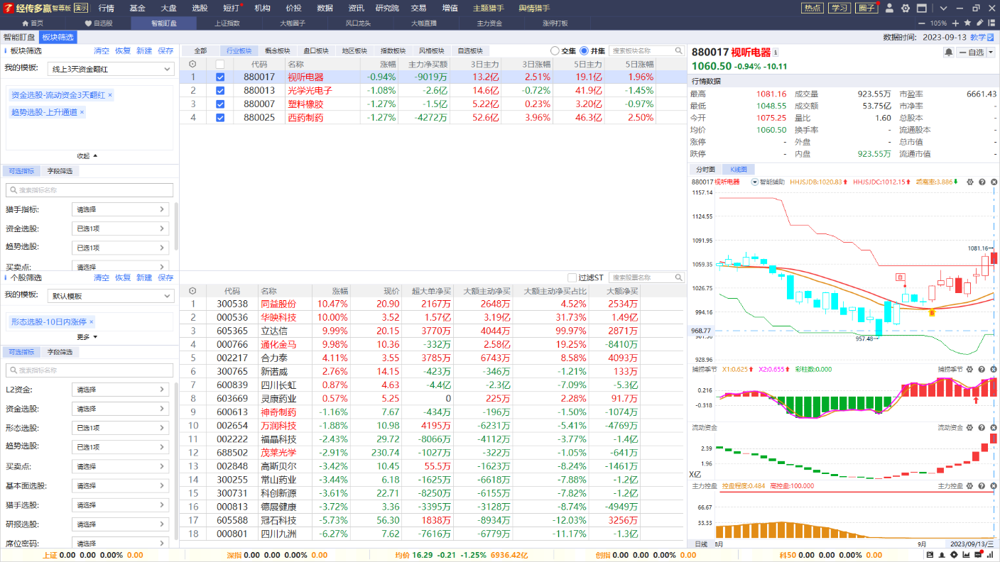 经传多赢 智尊版 演示 行情 基金 大盘 选股 短打 机构 价投 数据 资讯 研究院 交易 增值 主题猎手 舆情猎手 热点 学习 圈子
首页 自选股 智能盯盘 上证指数 大咖圈子 风口龙头 大咖直播 主力资金 涨停打板 105%
智能盯盘 板块筛选 数据时间: 2023-09-13 教学
板块筛选 清空 恢复 新建 保存
我的模板: 线上3天资金翻红
资金选股-流动资金3天翻红 ×
趋势选股-上升通道 ×
收起
可选指标 字段筛选
搜索指标名称
猎手指标: 请选择
资金选股: 已选1项
趋势选股: 已选1项
买卖点: 请选择
个股筛选 清空 恢复 新建 保存
我的模板: 默认模板
形态选股-10日内涨停 ×
更多
可选指标 字段筛选
搜索指标名称
L2资金: 请选择
资金选股: 请选择
形态选股: 已选1项
趋势选股: 已选1项
买卖点: 请选择
基本面选股: 请选择
猎手选股: 请选择
研报选股: 请选择
席位密码: 请选择
全部 行业板块 概念板块 盘口板块 地区板块 指数板块 风格板块 自选板块 交集 并集 搜索板块名称
代码 名称 涨幅 主力净买额 3日主力 3日涨幅 5日主力 5日涨幅
1 880017 视听电器 -0.94% -9019万 13.2亿 2.51% 19.1亿 1.96%
2 880013 光学光电子 -1.08% -2.6亿 14.6亿 -0.72% 41.9亿 -1.45%
3 880007 塑料橡胶 -1.27% -1.5亿 5.22亿 0.23% 3.20亿 -0.97%
4 880025 西药制药 -1.27% -4272万 52.6亿 3.96% 46.3亿 2.50%
过滤ST 搜索股票名称
代码 名称 涨幅 现价 超大单净买 大额主动净买 大额主动净买占比 大额净买
1 300538 同益股份 10.47% 20.90 2167万 2648万 4.52% 2534万
2 000536 华映科技 10.00% 3.52 1.57亿 3.19亿 31.73% 1.49亿
3 605365 立达信 9.99% 20.15 3770万 4044万 99.97% 2871万
4 000766 通化金马 9.98% 10.36 -332万 2.58亿 19.25% -8410万
5 002217 合力泰 4.11% 3.55 3785万 6743万 8.58% 4093万
6 300765 新诺威 2.76% 14.15 -423万 -346万 -1.21% 133万
7 600839 四川长虹 0.87% 4.63 -4.4亿 -2.3亿 -7.09% -5.3亿
8 603669 灵康药业 0.57% 5.25 0 225万 2.28% 91.7万
9 600613 神奇制药 -1.16% 7.67 -434万 -196万 -1.50% -1074万
10 002654 万润科技 -1.88% 10.98 4195万 -6231万 -5.41% -4769万
11 002222 福晶科技 -2.43% 29.72 -8066万 -4112万 -3.77% -1.4亿
12 688502 茂莱光学 -2.91% 230.74 -1027万 -322万 -1.05% -641万
13 002848 高斯贝尔 -3.42% 10.45 55.5万 -1623万 -8.24% -1461万
14 300255 常山药业 -3.44% 6.18 -1625万 -6618万 -7.88% -1.2亿
15 300731 科创新源 -3.61% 22.71 -8250万 -6155万 -7.82% -1.2亿
16 000813 德展健康 -3.72% 3.36 -3395万 -3128万 -8.74% -4949万
17 605588 冠石科技 -5.73% 56.30 1838万 -8934万 -12.03% 3256万
18 000801 四川九洲 -6.27% 7.62 -7616万 -6779万 -11.17% -1.3亿
880017 视听电器 自选
1060.50 -0.94% -10.11
行情数据
最高 1081.16 成交量 923.55万 市盈率 6661.43
最低 1048.55 成交额 53.75亿 市净率 -
今开 1075.25 量比 1.60 总股本 -
均价 1060.50 换手率 - 流通股本 -
涨停 - 外盘 - 总市值 -
跌停 - 内盘 923.55万 流通市值 -
分时图 K线图
880017 视听电器 智能辅助 HHJSJDB:1020.83 HHJSJDC:1012.15 乖离率:3.886
1157.14
1124.55
1091.95
1081.16
1059.35
1026.75
994.16
968.77
961.56
957.48
928.96
B
捕捞季节 X1:0.625 X2:0.655 彩柱数:0.000 捕捞季节
0.216
-0.318
流动资金 流动资金
2.39
1.96
X亿
主力控盘 控盘程度:0.484 高控盘:100.000 主力控盘
66.67
33.33
日线 8月 9月 2023/09/13/三
上证 0.00 0.00 0.00% 0.00 深指 0.00 0.00 0.00% 0.00 均价 16.29 -0.21 -1.25% 6936.42亿 创指 0.00 0.00 0.00% 0.00 科50 0.00 0.00 0.00% 0.00